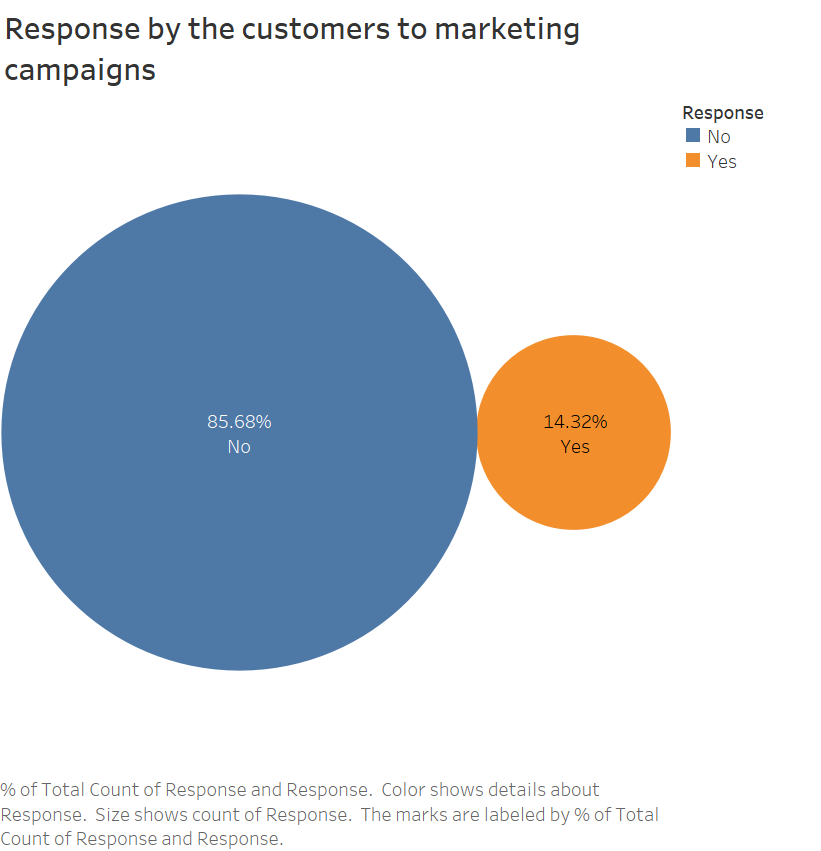 Response by the customers to marketing
campaigns
Response
No
Yes
85.68%
No
14.32%
Yes
% of Total Count of Response and Response.  Color shows details about
Response.  Size shows count of Response.  The marks are labeled by % of Total
Count of Response and Response.